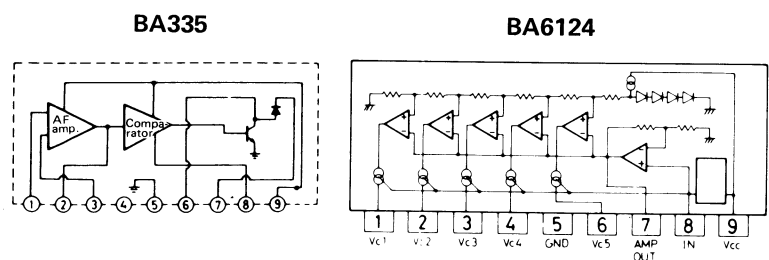 BA335
BA6124
AF
amp.
Compa
rator
+ - + - + - + - + -
- +
1 2 3 4 5 6 7 8 9
1 2 3 4 5 6 7 8 9
Vc1 Vc2 Vc3 Vc4 GND Vc5 AMP OUT IN Vcc